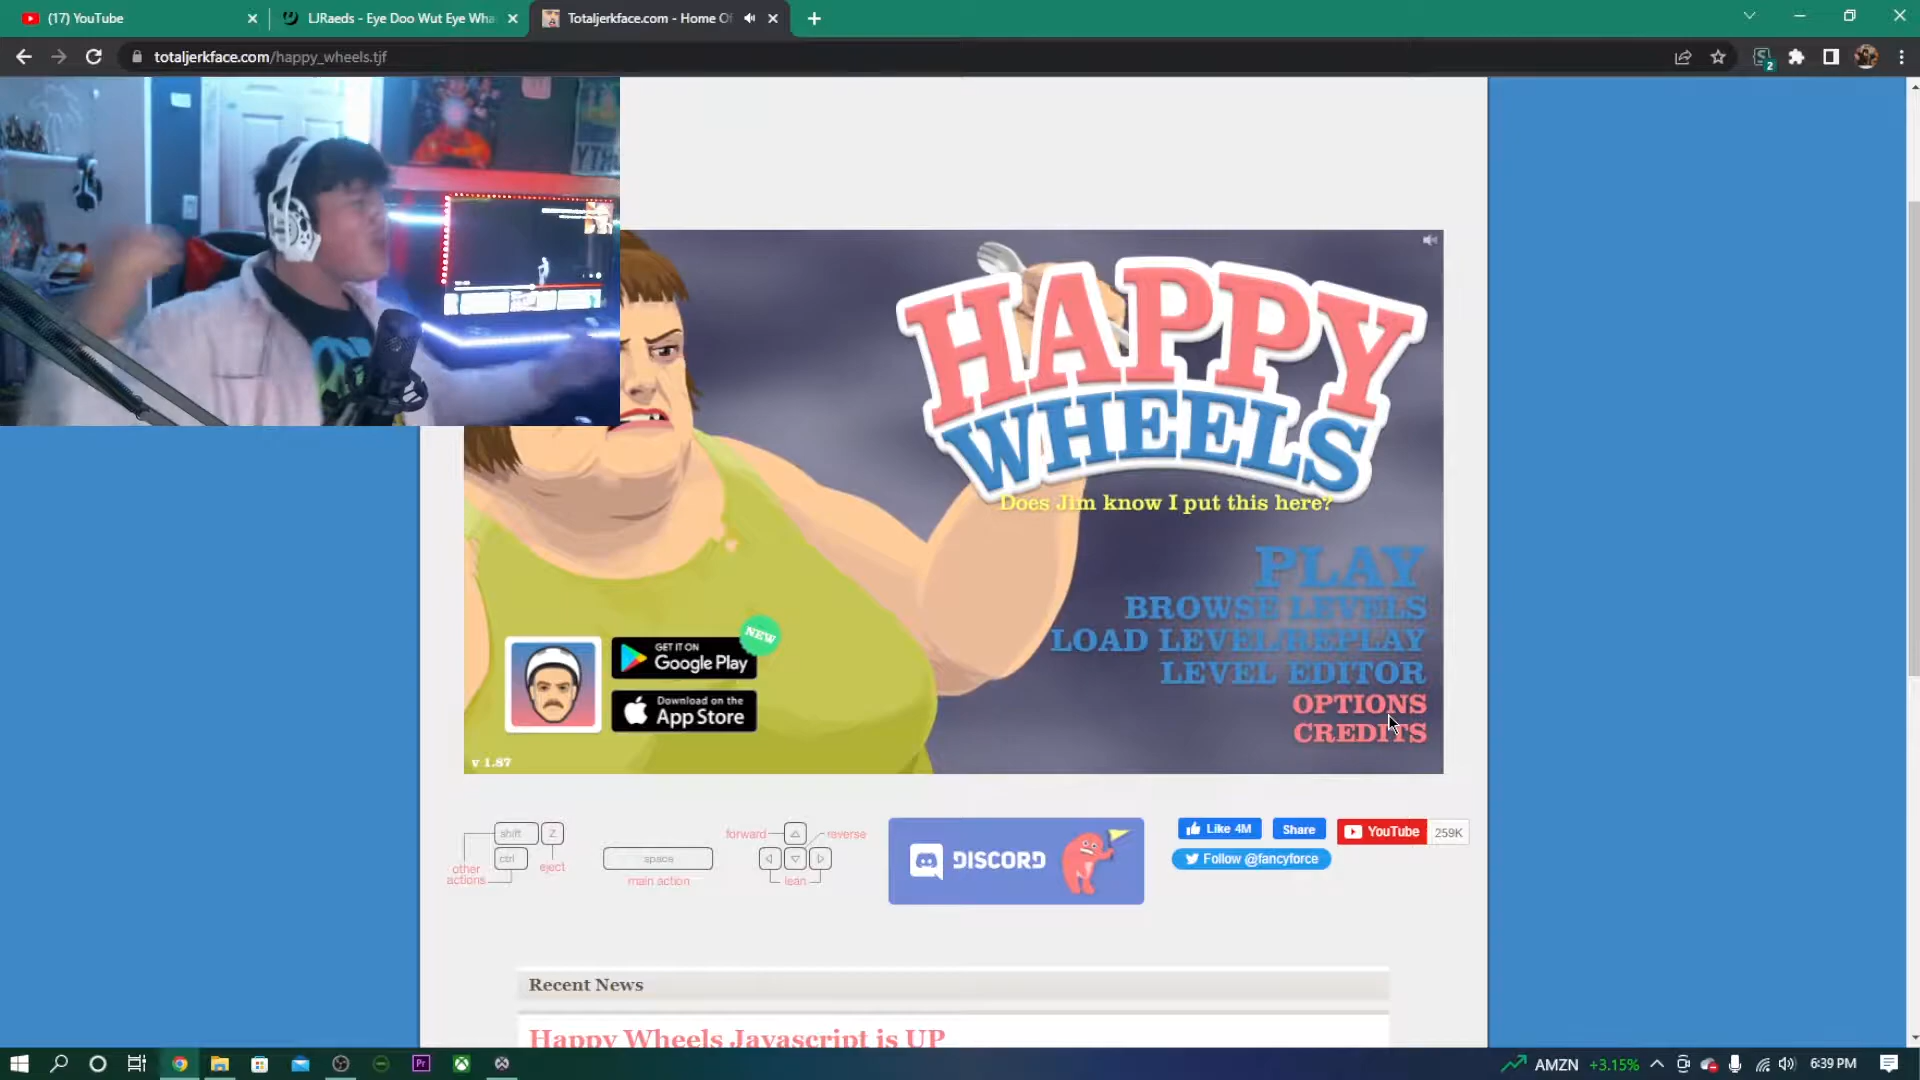 (17) YouTube
LJRaeds - Eye Doo Wut Eye Wha
Totaljerkface.com - Home Of
totaljerkface.com/happy_wheels.tjf
2
HAPPY
WHEELS
Does Jim know I put this here?
PLAY
BROWSE LEVELS
LOAD LEVEL/REPLAY
LEVEL EDITOR
OPTIONS
CREDITS
NEW
GET IT ON
Google Play
Download on the
App Store
v 1.87
shift
Z
ctrl
other
actions
eject
space
main action
forward
reverse
lean
DISCORD
Like 4M
Share
YouTube
259K
Follow @fancyforce
Recent News
Happy Wheels Javascript is UP
Pr
AMZN +3.15%
6:39 PM